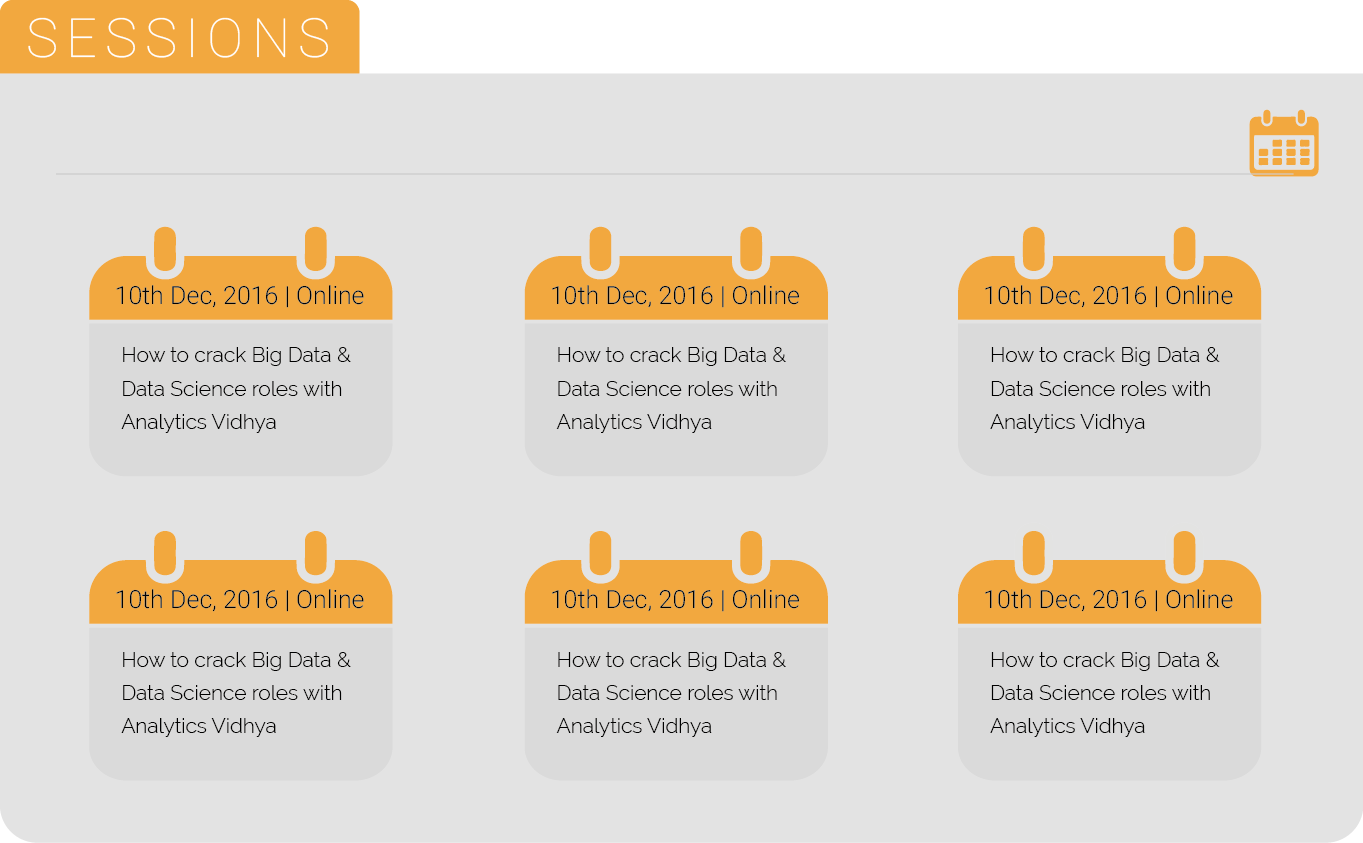 SESSIONS
10th Dec, 2016 | Online
How to crack Big Data &
Data Science roles with
Analytics Vidhya
10th Dec, 2016 | Online
How to crack Big Data &
Data Science roles with
Analytics Vidhya
10th Dec, 2016 | Online
How to crack Big Data &
Data Science roles with
Analytics Vidhya
10th Dec, 2016 | Online
How to crack Big Data &
Data Science roles with
Analytics Vidhya
10th Dec, 2016 | Online
How to crack Big Data &
Data Science roles with
Analytics Vidhya
10th Dec, 2016 | Online
How to crack Big Data &
Data Science roles with
Analytics Vidhya